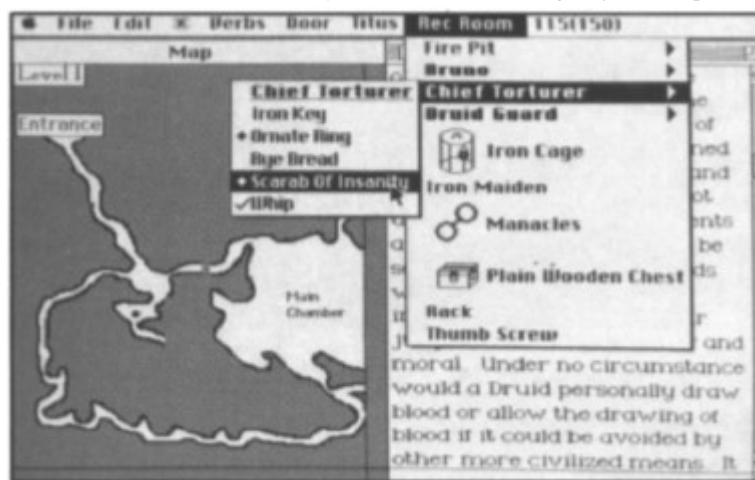 File Edit Verbs Door Titus Rec Room 115(150)
Map
Level 1
Entrance
Main
Chamber
Chief Torturer
Iron Key
Ornate Ring
Rye Bread
Scarab Of Insanity
Whip
Fire Pit
Bruno
Chief Torturer
Druid Guard
Iron Cage
Iron Maiden
Manacles
Plain Wooden Chest
Rack
Thumb Screw
and
moral. Under no circumstance
would a Druid personally draw
blood or allow the drawing of
blood if it could be avoided by
other more civilized means. It